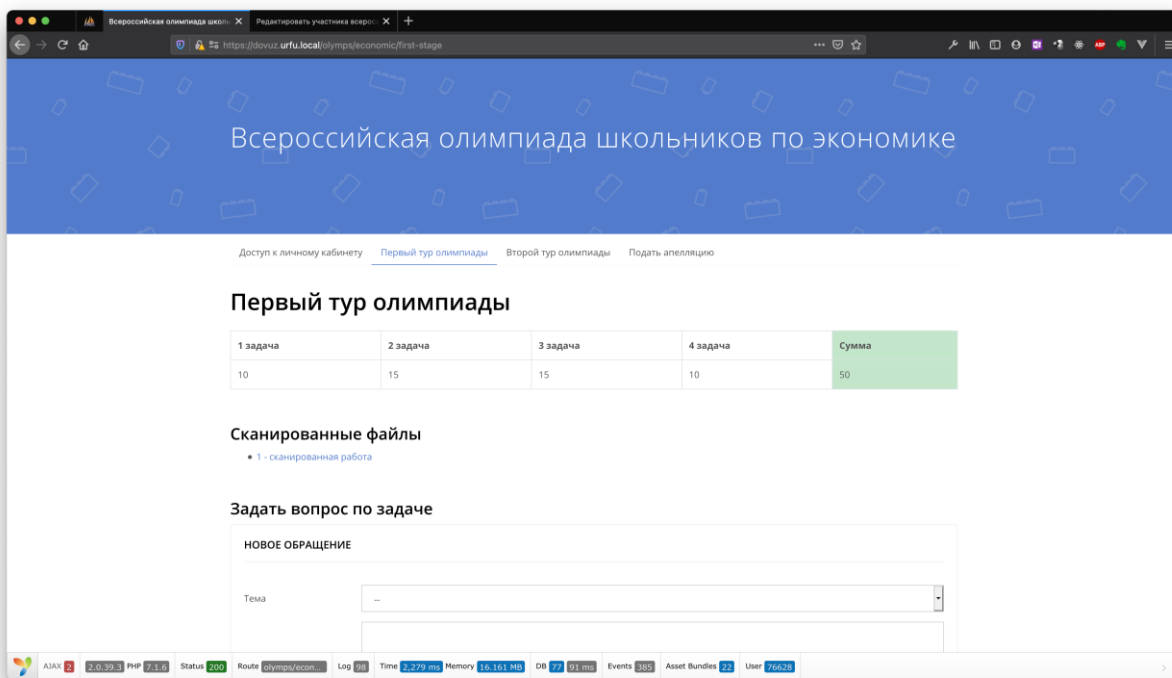 Всероссийская олимпиада школь
Редактировать участника всерос
https://dovuz.urfu.local/olymps/economic/first-stage
ABP
Всероссийская олимпиада школьников по экономике
Доступ к личному кабинету Первый тур олимпиады Второй тур олимпиады Подать апелляцию
Первый тур олимпиады
1 задача 2 задача 3 задача 4 задача Сумма
10 15 15 10 50
Сканированные файлы
1 - сканированная работа
Задать вопрос по задаче
НОВОЕ ОБРАЩЕНИЕ
Тема --
AJAX 2 2.0.39.3 PHP 7.1.6 Status 200 Route olymps/econ... Log 98 Time 2,279 ms Memory 16.161 MB DB 77 91 ms Events 385 Asset Bundles 22 User 76628